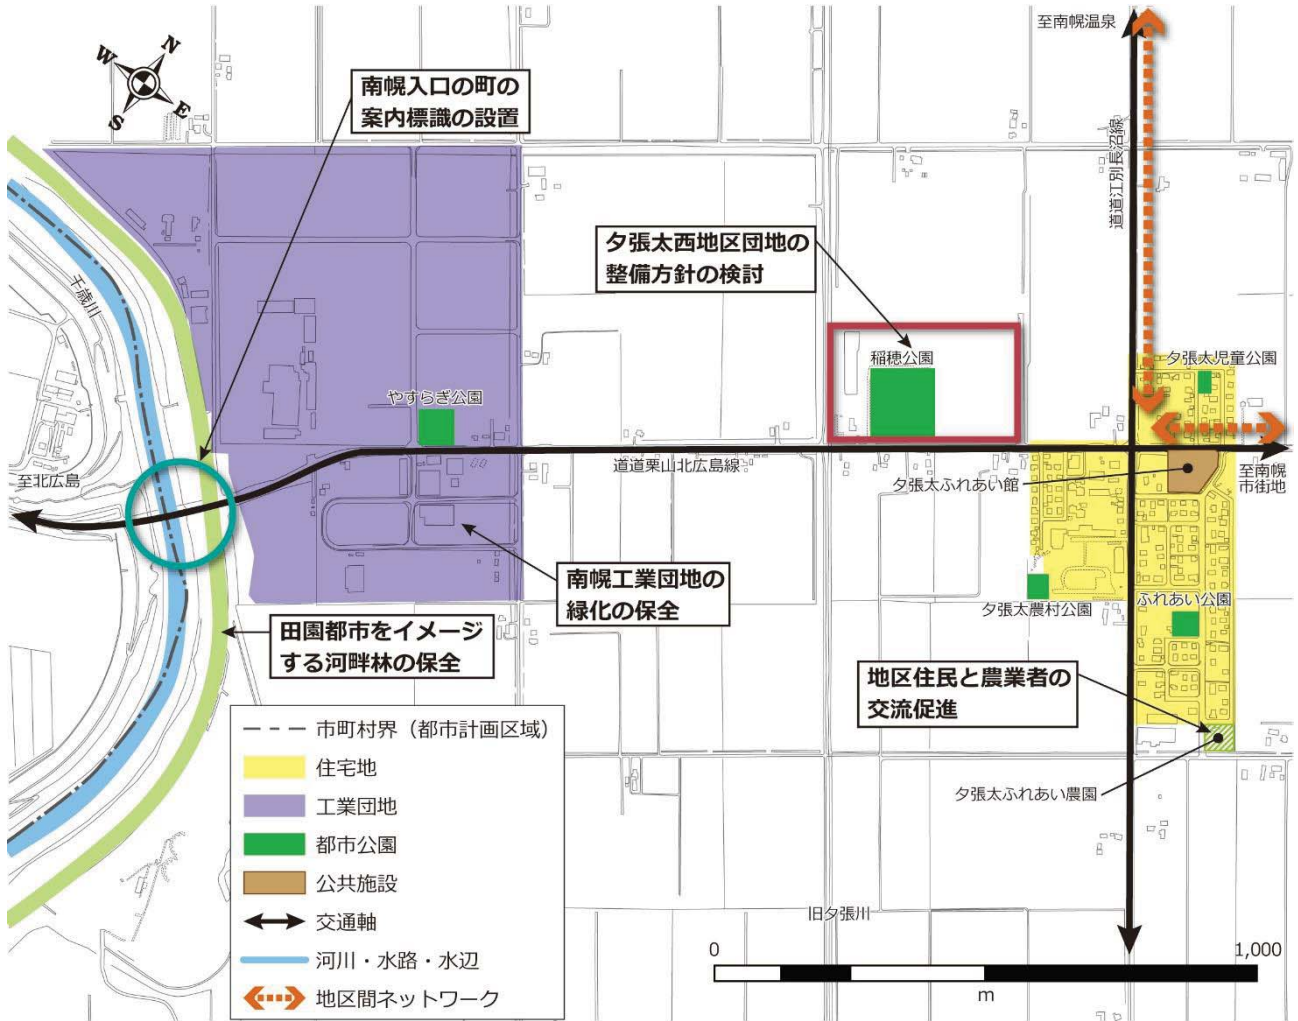 至南幌温泉
N
W
E
S
南幌入口の町の
案内標識の設置
道道江別長沼線
夕張太西地区団地の
整備方針の検討
千歳川
稲穂公園
夕張太児童公園
やすらぎ公園
道道栗山北広島線
至北広島
夕張太ふれあい館
至南幌
市街地
南幌工業団地の
緑化の保全
夕張太農村公園
ふれあい公園
田園都市をイメージ
する河畔林の保全
地区住民と農業者の
交流促進
夕張太ふれあい農園
市町村界（都市計画区域）
住宅地
工業団地
都市公園
公共施設
交通軸
河川・水路・水辺
地区間ネットワーク
旧夕張川
0
1,000
m